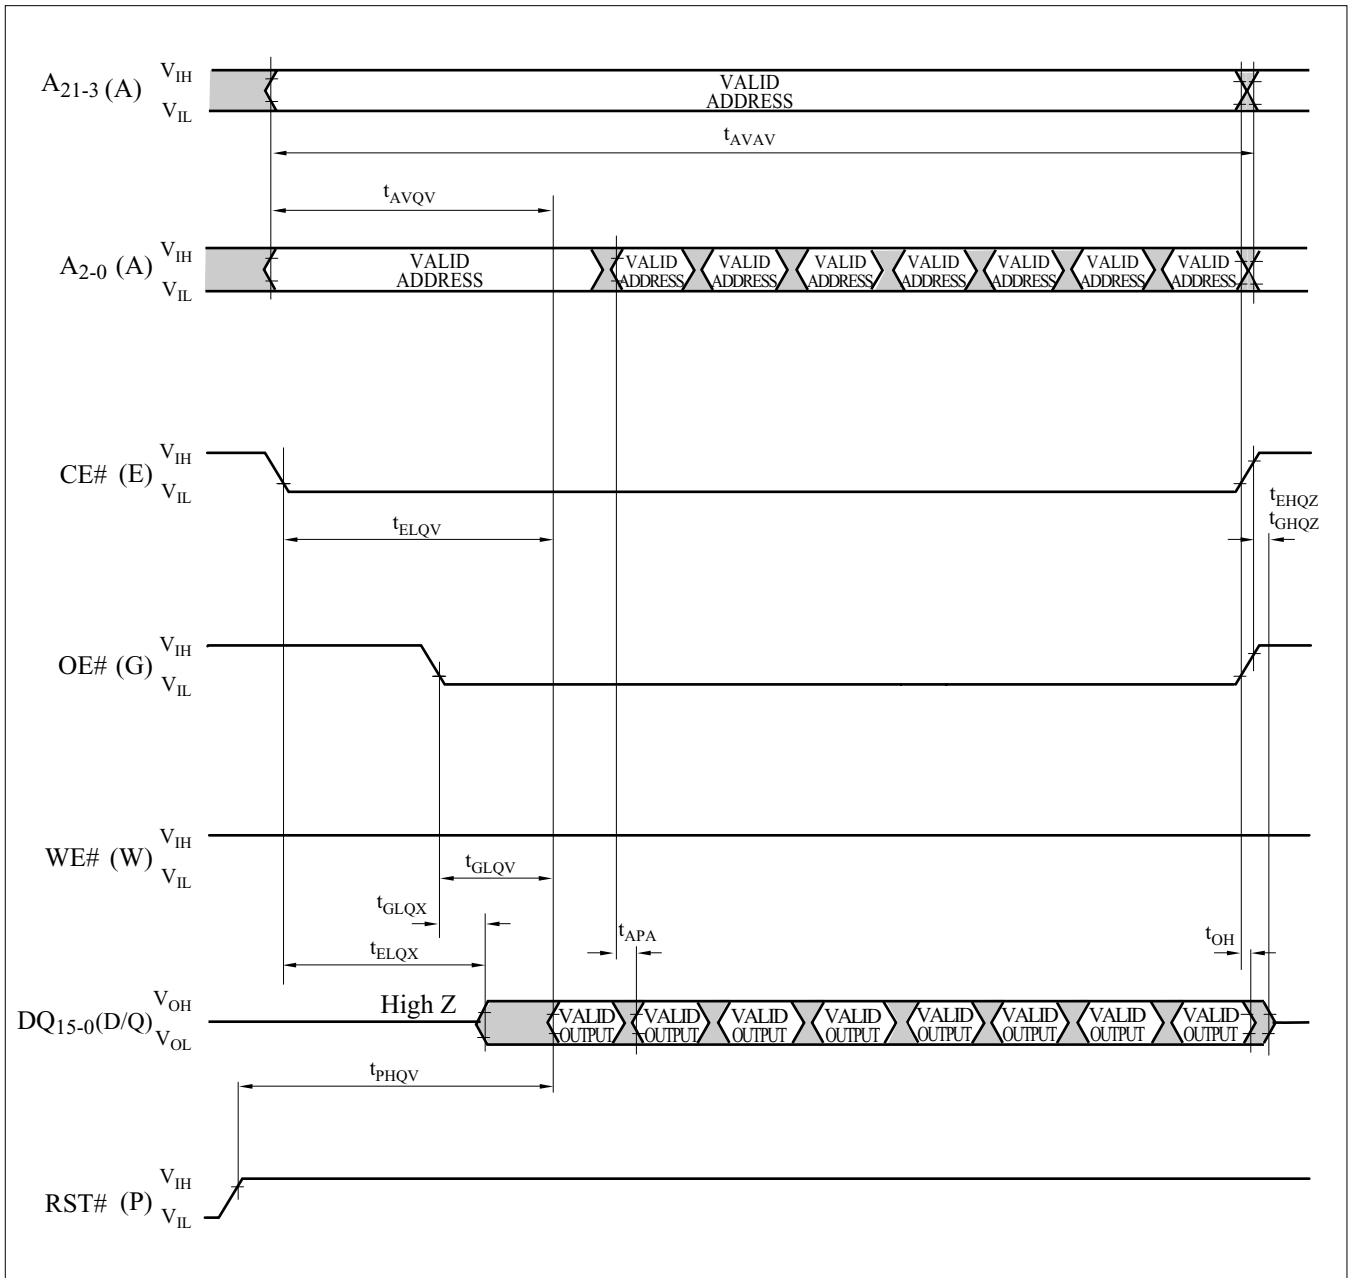 A21-3 (A) VIH VIL VALID ADDRESS
tAVAV
tAVQV
A2-0 (A) VIH VIL VALID ADDRESS VALID ADDRESS VALID ADDRESS VALID ADDRESS VALID ADDRESS VALID ADDRESS VALID ADDRESS VALID ADDRESS
CE# (E) VIH VIL
tEHQZ
tGHQZ
tELQV
OE# (G) VIH VIL
WE# (W) VIH VIL
tGLQV
tGLQX
tAPA
tOH
tELQX
DQ15-0(D/Q) VOH VOL High Z VALID OUTPUT VALID OUTPUT VALID OUTPUT VALID OUTPUT VALID OUTPUT VALID OUTPUT VALID OUTPUT VALID OUTPUT
tPHQV
RST# (P) VIH VIL